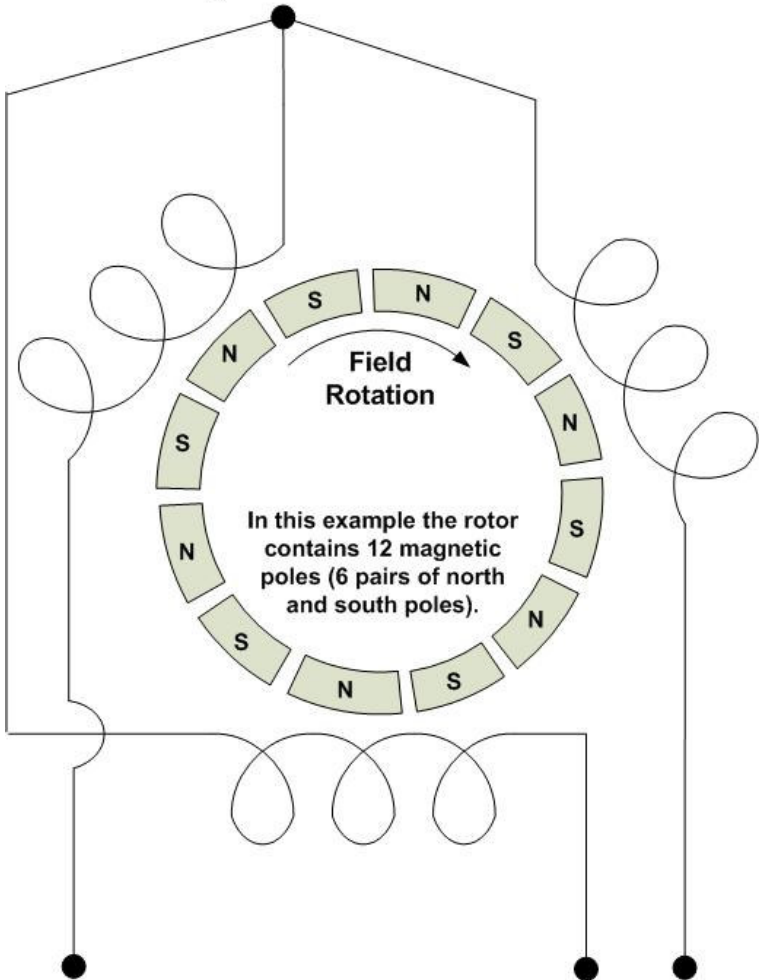 S
N
N
S
Field
Rotation
S
N
In this example the rotor
contains 12 magnetic
poles (6 pairs of north
and south poles).
N
S
S
N
N
S